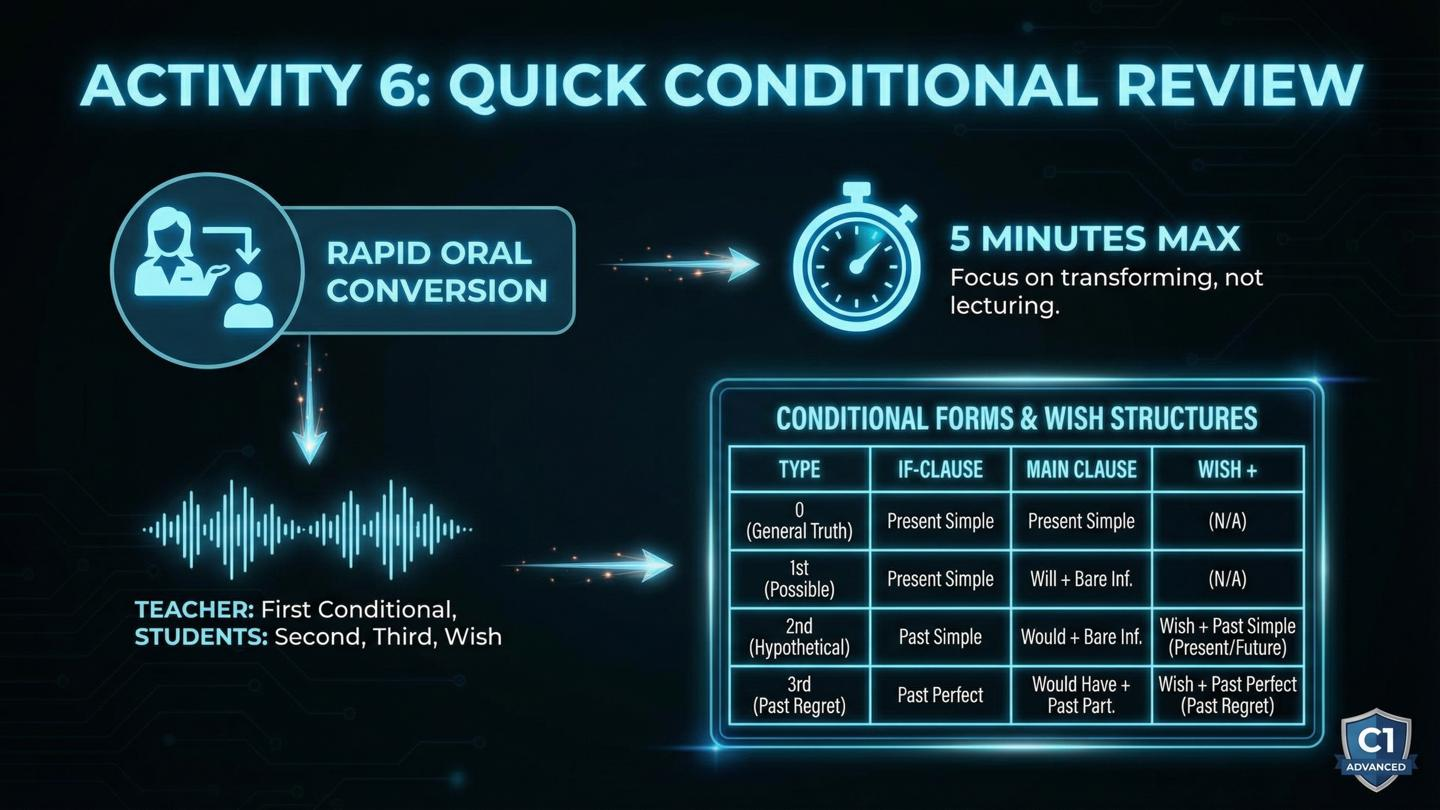 ACTIVITY 6: QUICK CONDITIONAL REVIEW
RAPID ORAL
CONVERSION
5 MINUTES MAX
Focus on transforming, not
lecturing.
TEACHER: First Conditional,
STUDENTS: Second, Third, Wish
CONDITIONAL FORMS & WISH STRUCTURES
TYPE IF-CLAUSE MAIN CLAUSE WISH +
0
(General Truth)
Present Simple
Present Simple
(N/A)
1st
(Possible)
Present Simple
Will + Bare Inf.
(N/A)
2nd
(Hypothetical)
Past Simple
Would + Bare Inf.
Wish + Past Simple
(Present/Future)
3rd
(Past Regret)
Past Perfect
Would Have +
Past Part.
Wish + Past Perfect
(Past Regret)
C1
ADVANCED